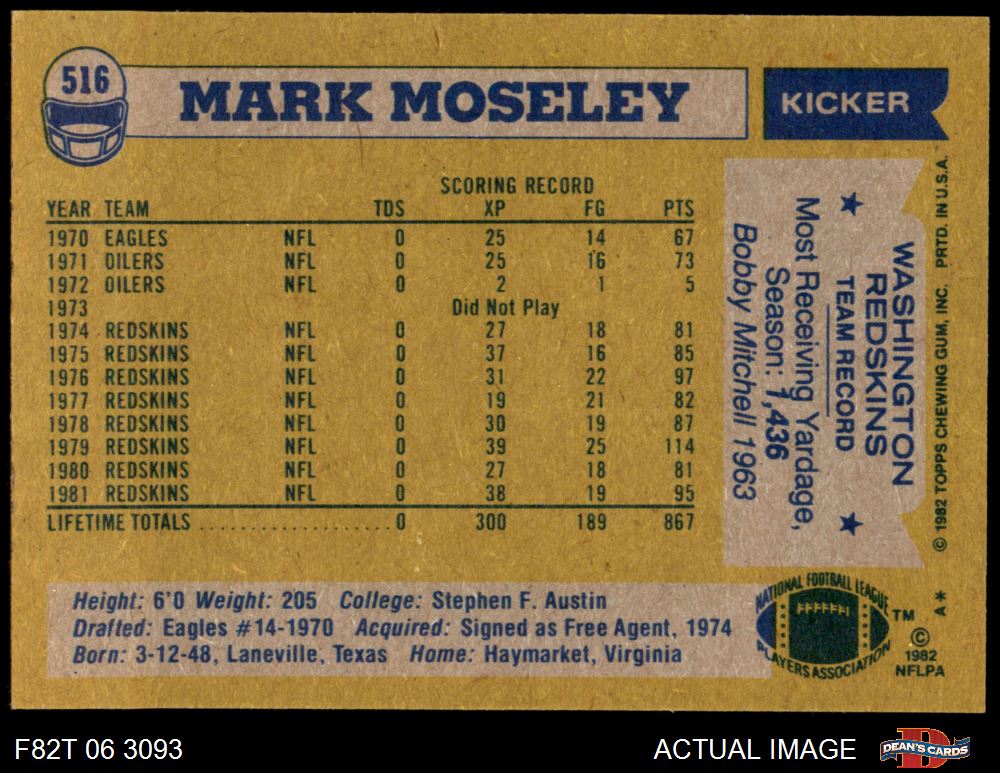 516
MARK MOSELEY
KICKER
SCORING RECORD
YEAR TEAM TDS XP FG PTS
1970 EAGLES NFL 0 25 14 67
1971 OILERS NFL 0 25 16 73
1972 OILERS NFL 0 2 1 5
1973 Did Not Play
1974 REDSKINS NFL 0 27 18 81
1975 REDSKINS NFL 0 37 16 85
1976 REDSKINS NFL 0 31 22 97
1977 REDSKINS NFL 0 19 21 82
1978 REDSKINS NFL 0 30 19 87
1979 REDSKINS NFL 0 39 25 114
1980 REDSKINS NFL 0 27 18 81
1981 REDSKINS NFL 0 38 19 95
LIFETIME TOTALS ..................0 300 189 867
WASHINGTON
REDSKINS
★ TEAM RECORD ★
Most Receiving Yardage,
Season: 1,436
Bobby Mitchell 1963
© 1982 TOPPS CHEWING GUM, INC. PRTD. IN U.S.A.
Height: 6'0 Weight: 205 College: Stephen F. Austin
Drafted: Eagles #14-1970 Acquired: Signed as Free Agent, 1974
Born: 3-12-48, Laneville, Texas Home: Haymarket, Virginia
NATIONAL FOOTBALL LEAGUE
PLAYERS ASSOCIATION
TM
A*
©
1982
NFLPA
F82T 06 3093
ACTUAL IMAGE
DEAN'S CARDS